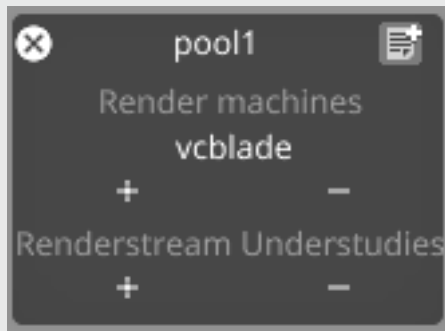 pool1
Render machines
vcblade
+ −
Renderstream Understudies
+ −